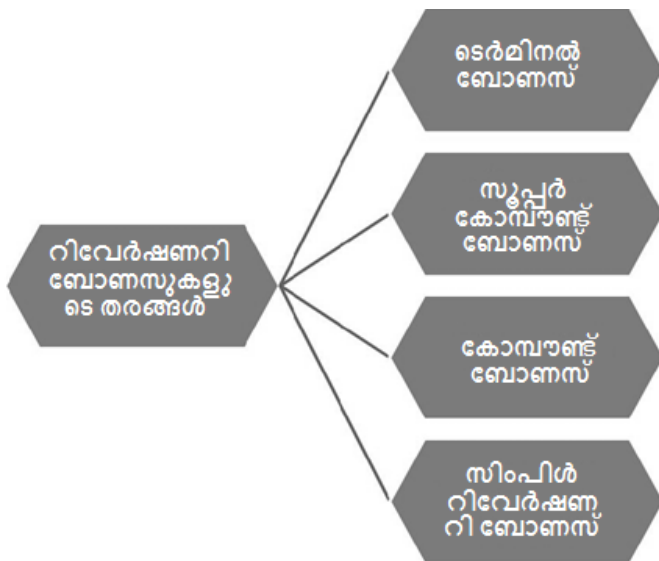 റിവേർഷണറി
ബോണസുകളു
ടെ തരങ്ങൾ
ടെർമിനൽ
ബോണസ്
സൂപ്പർ
കോമ്പൗണ്ട്
ബോണസ്
കോമ്പൗണ്ട്
ബോണസ്
സിംപിൾ
റിവേർഷണ
റി ബോണസ്